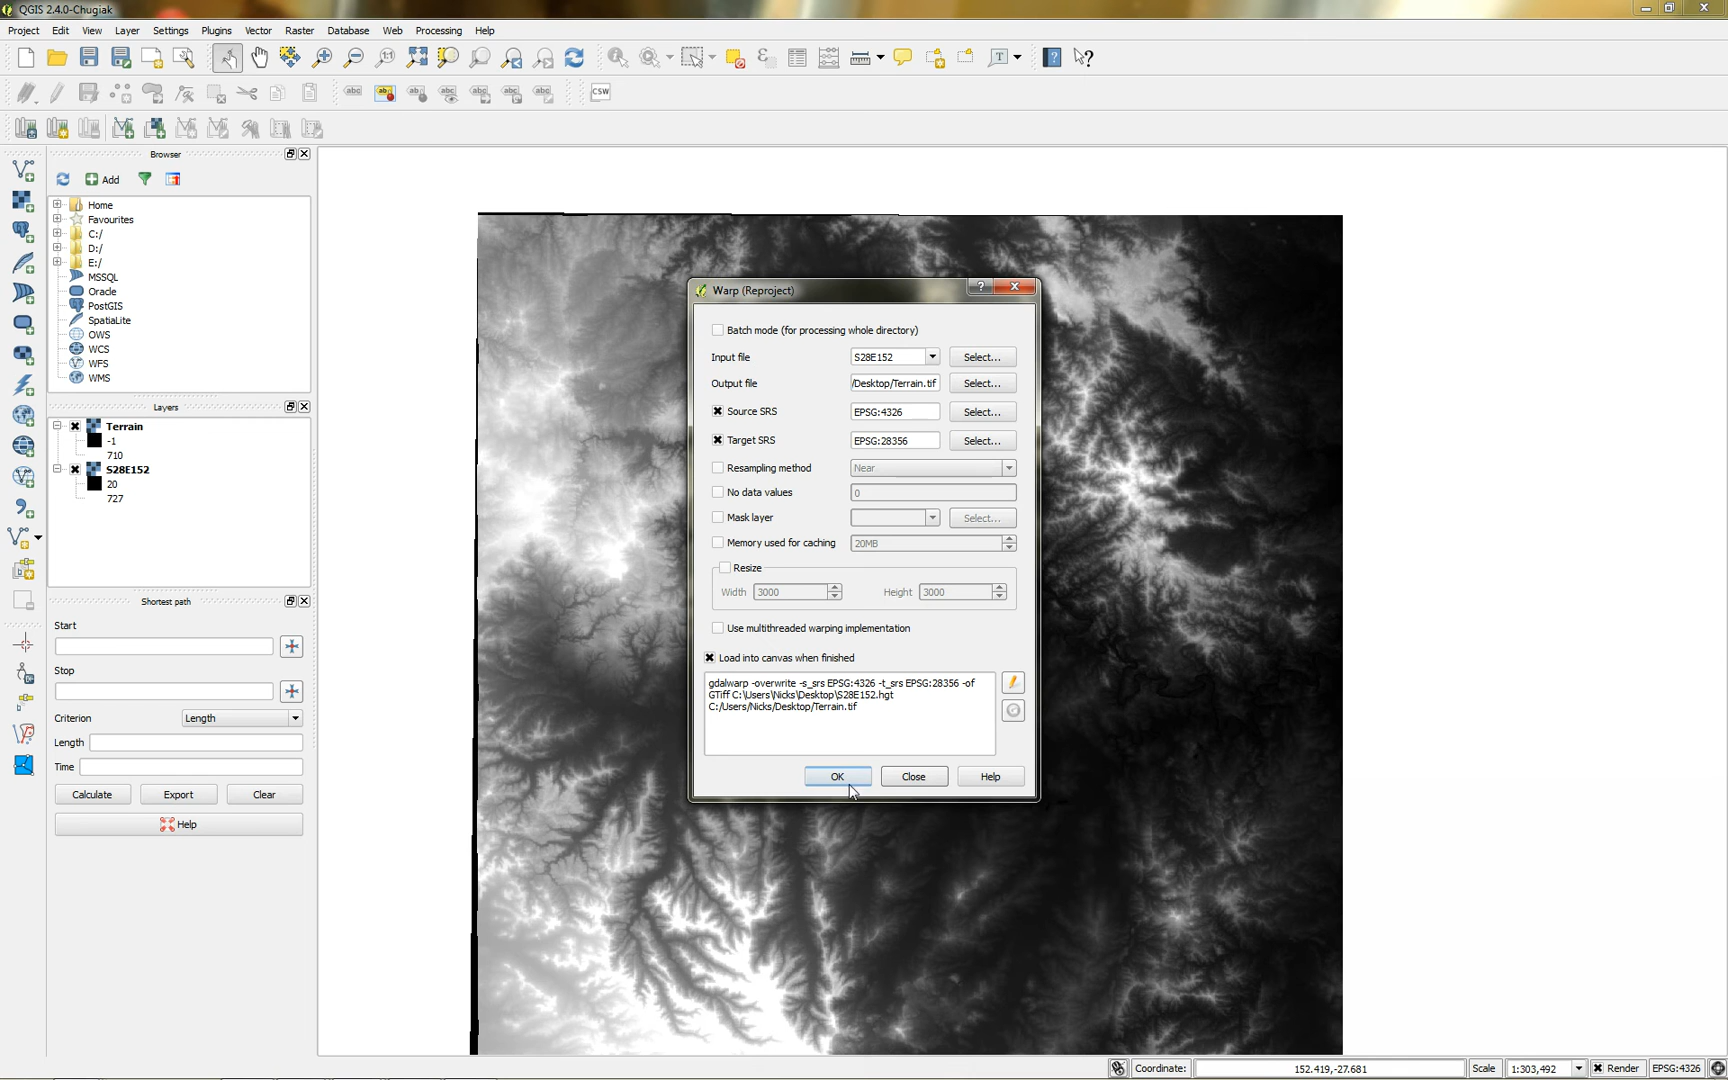 QGIS 2.4.0-Chugiak
Project Edit View Layer Settings Plugins Vector Raster Database Web Processing Help
CSW
Browser
Add
Home
Favourites
C:/
D:/
E:/
MSSQL
Oracle
PostGIS
SpatiaLite
OWS
WCS
WFS
WMS
Layers
Terrain
-1
710
S28E152
20
727
Shortest path
Start
Stop
Criterion Length
Length
Time
Calculate Export Clear
Help
Warp (Reproject)
Batch mode (for processing whole directory)
Input file S28E152 Select...
Output file /Desktop/Terrain.tif Select...
Source SRS EPSG:4326 Select...
Target SRS EPSG:28356 Select...
Resampling method Near
No data values 0
Mask layer Select...
Memory used for caching 20MB
Resize
Width 3000 Height 3000
Use multithreaded warping implementation
Load into canvas when finished
gdalwarp -overwrite -s_srs EPSG:4326 -t_srs EPSG:28356 -of
GTiff C:\Users\Nicks\Desktop\S28E152.hgt
C:/Users/Nicks/Desktop/Terrain.tif
OK Close Help
Coordinate: 152.419,-27.681 Scale 1:303,492 Render EPSG:4326